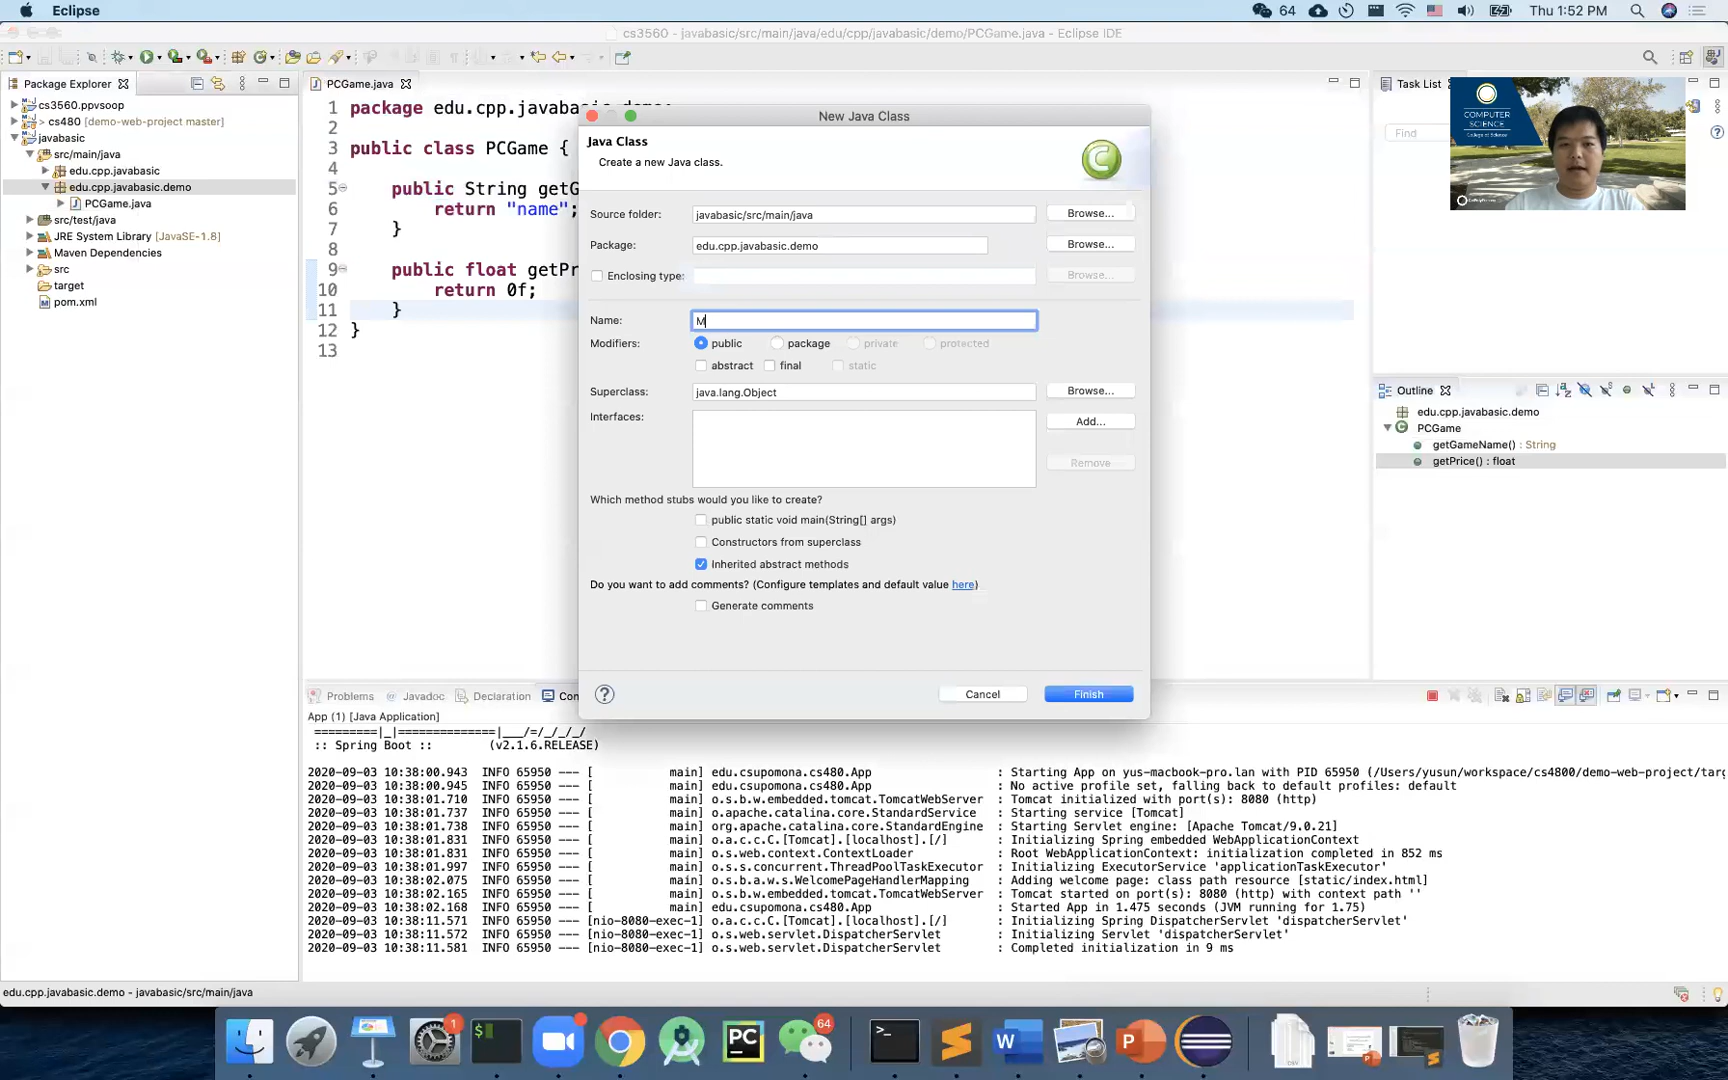 Eclipse
64
Thu 1:52 PM
cs3560 – javabasic/src/main/java/edu/cpp/javabasic/demo/PCGame.java – Eclipse IDE
Package Explorer
PCGame.java
Task List
cs3560.ppvsoop
> cs480 [demo-web-project master]
javabasic
src/main/java
edu.cpp.javabasic
edu.cpp.javabasic.demo
PCGame.java
src/test/java
JRE System Library [JavaSE-1.8]
Maven Dependencies
src
target
pom.xml
1 package edu.cpp.javabasic.demo;
2
3 public class PCGame {
4
5 public String getG
6 return "name";
7 }
8
9 public float getPr
10 return 0f;
11 }
12 }
13
New Java Class
Java Class
Create a new Java class.
Source folder: javabasic/src/main/java Browse...
Package: edu.cpp.javabasic.demo Browse...
Enclosing type: Browse...
Name: M
Modifiers: public package private protected
abstract final static
Superclass: java.lang.Object Browse...
Interfaces: Add...
Remove
Which method stubs would you like to create?
public static void main(String[] args)
Constructors from superclass
Inherited abstract methods
Do you want to add comments? (Configure templates and default value here)
Generate comments
? Cancel Finish
COMPUTER
SCIENCE
College of Science
Find
Outline
edu.cpp.javabasic.demo
PCGame
getGameName() : String
getPrice() : float
Problems @ Javadoc Declaration Con
App (1) [Java Application]
=========|_|==============|___/=/_/_/_/
:: Spring Boot :: (v2.1.6.RELEASE)
2020-09-03 10:38:00.943 INFO 65950 --- [ main] edu.csupomona.cs480.App : Starting App on yus-macbook-pro.lan with PID 65950 (/Users/yusun/workspace/cs4800/demo-web-project/targ
2020-09-03 10:38:00.945 INFO 65950 --- [ main] edu.csupomona.cs480.App : No active profile set, falling back to default profiles: default
2020-09-03 10:38:01.710 INFO 65950 --- [ main] o.s.b.w.embedded.tomcat.TomcatWebServer : Tomcat initialized with port(s): 8080 (http)
2020-09-03 10:38:01.737 INFO 65950 --- [ main] o.apache.catalina.core.StandardService : Starting service [Tomcat]
2020-09-03 10:38:01.738 INFO 65950 --- [ main] org.apache.catalina.core.StandardEngine : Starting Servlet engine: [Apache Tomcat/9.0.21]
2020-09-03 10:38:01.831 INFO 65950 --- [ main] o.a.c.c.C.[Tomcat].[localhost].[/] : Initializing Spring embedded WebApplicationContext
2020-09-03 10:38:01.831 INFO 65950 --- [ main] o.s.web.context.ContextLoader : Root WebApplicationContext: initialization completed in 852 ms
2020-09-03 10:38:01.997 INFO 65950 --- [ main] o.s.s.concurrent.ThreadPoolTaskExecutor : Initializing ExecutorService 'applicationTaskExecutor'
2020-09-03 10:38:02.075 INFO 65950 --- [ main] o.s.b.a.w.s.WelcomePageHandlerMapping : Adding welcome page: class path resource [static/index.html]
2020-09-03 10:38:02.165 INFO 65950 --- [ main] o.s.b.w.embedded.tomcat.TomcatWebServer : Tomcat started on port(s): 8080 (http) with context path ''
2020-09-03 10:38:02.168 INFO 65950 --- [ main] edu.csupomona.cs480.App : Started App in 1.475 seconds (JVM running for 1.75)
2020-09-03 10:38:11.571 INFO 65950 --- [nio-8080-exec-1] o.a.c.c.C.[Tomcat].[localhost].[/] : Initializing Spring DispatcherServlet 'dispatcherServlet'
2020-09-03 10:38:11.572 INFO 65950 --- [nio-8080-exec-1] o.s.web.servlet.DispatcherServlet : Initializing Servlet 'dispatcherServlet'
2020-09-03 10:38:11.581 INFO 65950 --- [nio-8080-exec-1] o.s.web.servlet.DispatcherServlet : Completed initialization in 9 ms
edu.cpp.javabasic.demo – javabasic/src/main/java
1
PC
64
W
P